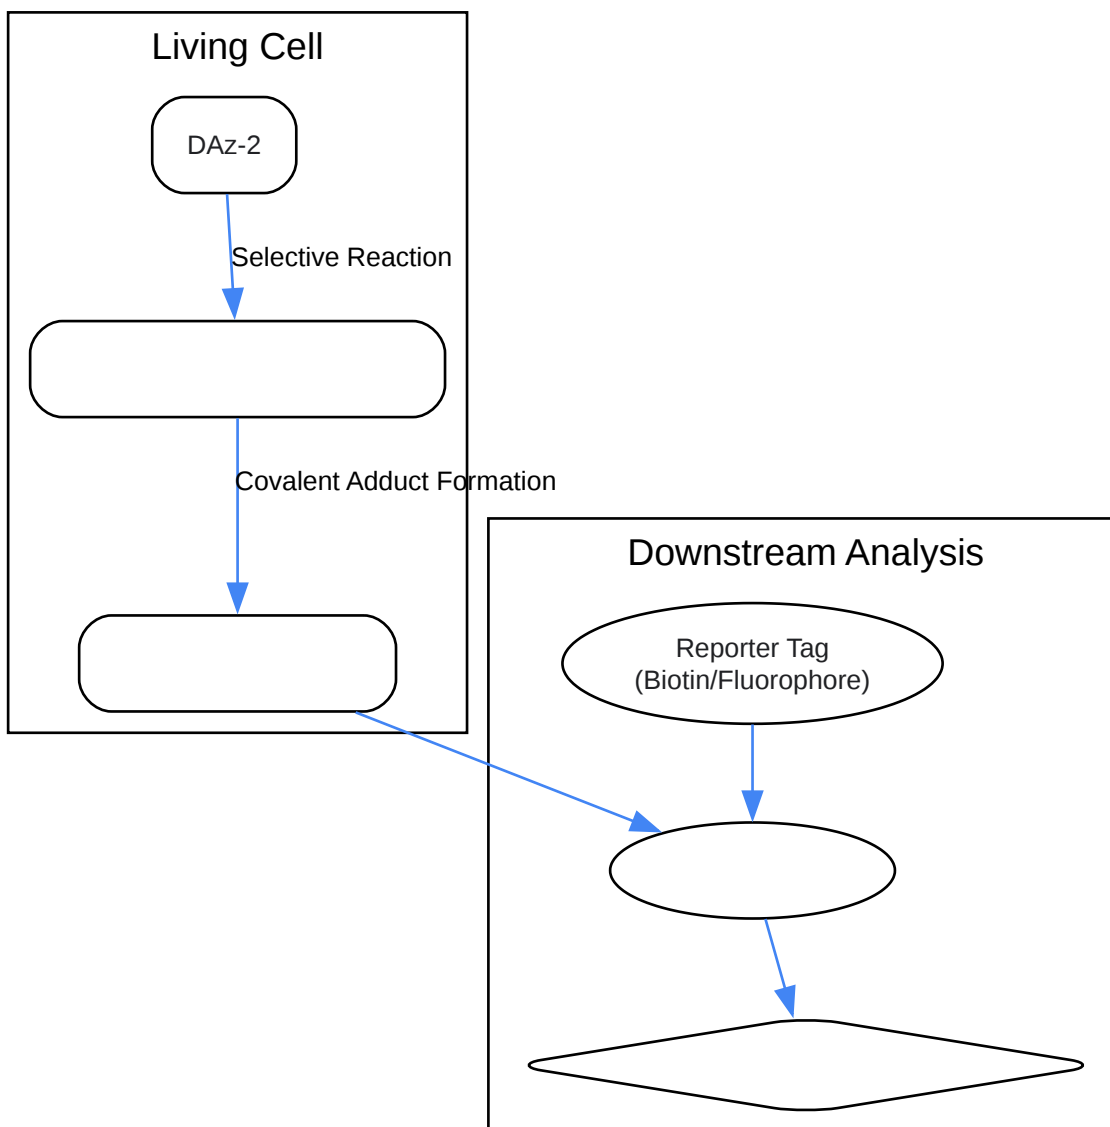 Living Cell
DAz-2
Selective Reaction
Covalent Adduct Formation
Downstream Analysis
Reporter Tag
(Biotin/Fluorophore)